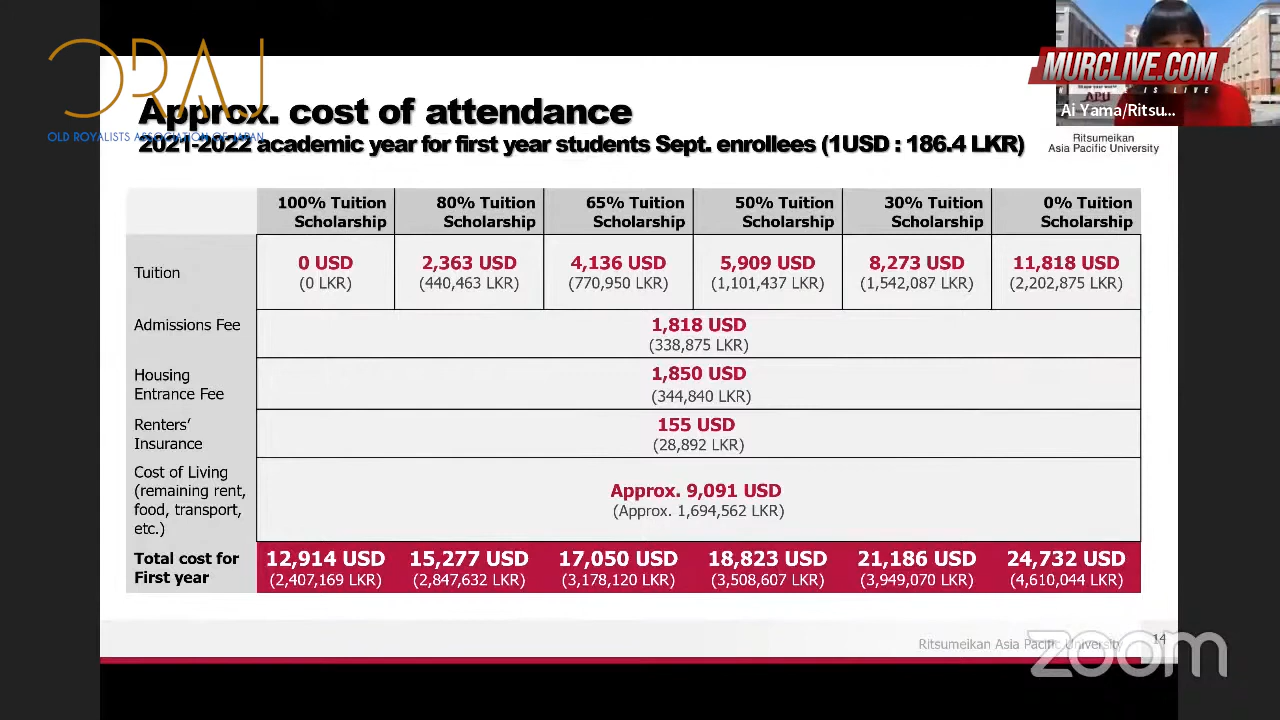 ORAJ
OLD ROYALISTS ASSOCIATION OF JAPAN
MURCLIVE.COM
IS LIVE
APU
Ai Yama/Ritsu...
Ritsumeikan
Asia Pacific University
Approx. cost of attendance
2021-2022 academic year for first year students Sept. enrollees (1USD : 186.4 LKR)
100% Tuition Scholarship 80% Tuition Scholarship 65% Tuition Scholarship 50% Tuition Scholarship 30% Tuition Scholarship 0% Tuition Scholarship
Tuition
0 USD 2,363 USD 4,136 USD 5,909 USD 8,273 USD 11,818 USD
(0 LKR) (440,463 LKR) (770,950 LKR) (1,101,437 LKR) (1,542,087 LKR) (2,202,875 LKR)
Admissions Fee 1,818 USD
(338,875 LKR)
Housing
Entrance Fee
1,850 USD
(344,840 LKR)
Renters'
Insurance
155 USD
(28,892 LKR)
Cost of Living
(remaining rent,
food, transport,
etc.)
Approx. 9,091 USD
(Approx. 1,694,562 LKR)
Total cost for
First year
12,914 USD 15,277 USD 17,050 USD 18,823 USD 21,186 USD 24,732 USD
(2,407,169 LKR) (2,847,632 LKR) (3,178,120 LKR) (3,508,607 LKR) (3,949,070 LKR) (4,610,044 LKR)
Ritsumeikan Asia Pacific University 14
zoom